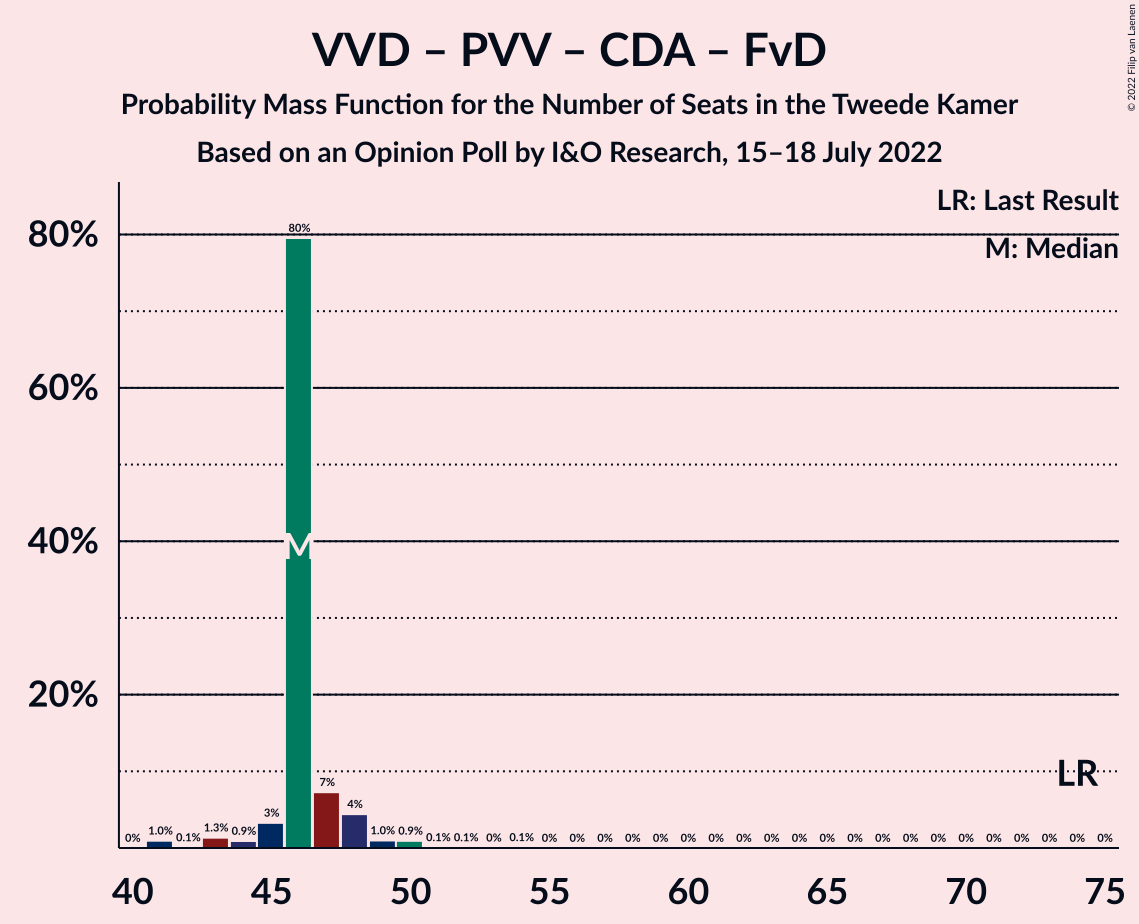 VVD – PVV – CDA – FvD
Probability Mass Function for the Number of Seats in the Tweede Kamer
Based on an Opinion Poll by I&O Research, 15–18 July 2022
© 2022 Filip van Laenen
LR: Last Result
M: Median
80%
60%
40%
20%
0% 1.0% 0.1% 1.3% 0.9% 3% 80% 7% 4% 1.0% 0.9% 0.1% 0.1% 0% 0.1% 0% 0% 0% 0% 0% 0% 0% 0% 0% 0% 0% 0% 0% 0% 0% 0% 0% 0% 0% 0% 0%
M
LR
40 45 50 55 60 65 70 75